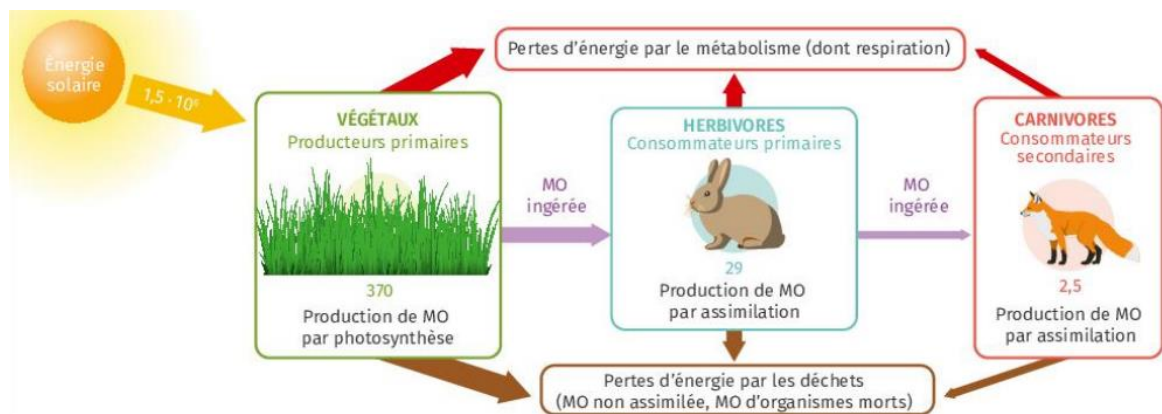 Énergie
solaire
1,5 · 10⁶
Pertes d'énergie par le métabolisme (dont respiration)
VÉGÉTAUX
Producteurs primaires
370
Production de MO
par photosynthèse
MO
ingérée
HERBIVORES
Consommateurs primaires
29
Production de MO
par assimilation
MO
ingérée
CARNIVORES
Consommateurs
secondaires
2,5
Production de MO
par assimilation
Pertes d'énergie par les déchets
(MO non assimilée, MO d'organismes morts)